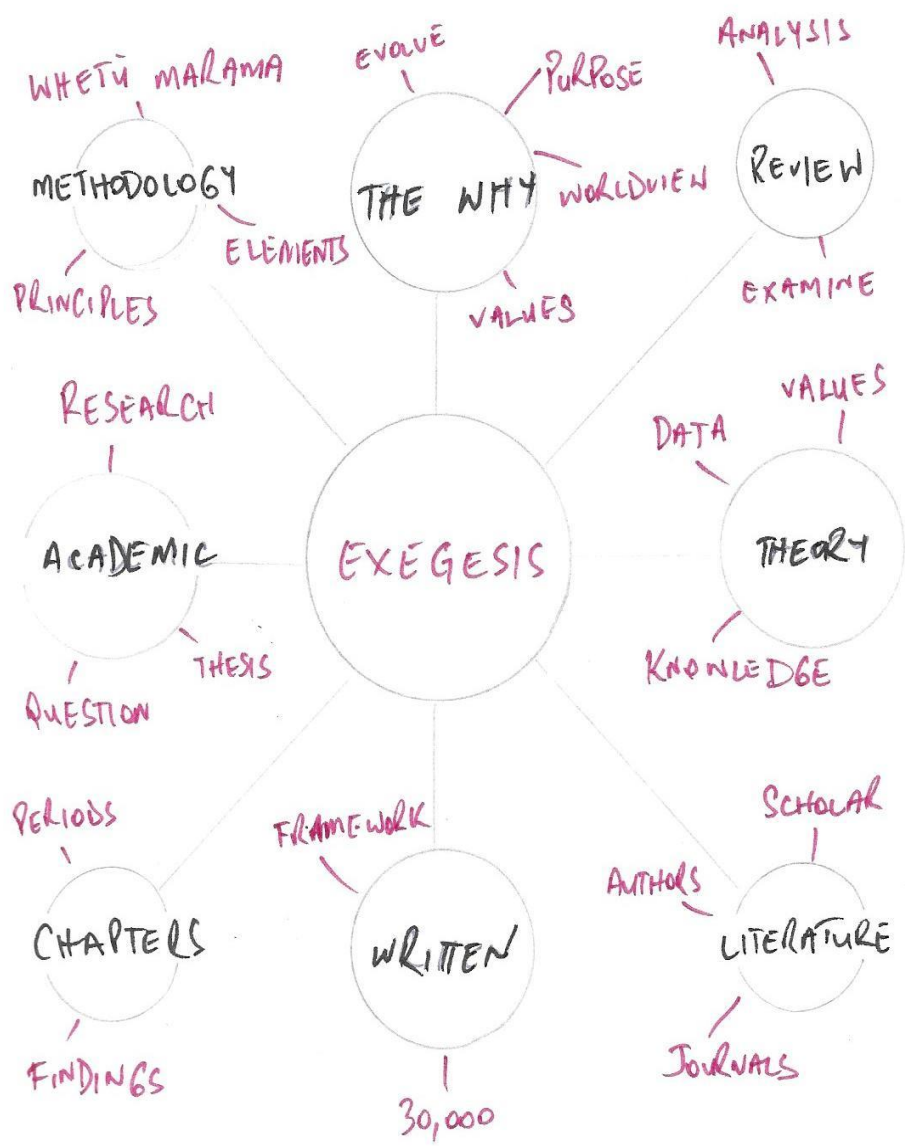 EVOLVE
PURPOSE
ANALYSIS
WHETŪ MARAMA
METHODOLOGY
THE WHY
REVIEW
WORLDVIEW
ELEMENTS
PRINCIPLES
VALUES
EXAMINE
RESEARCH
DATA
VALUES
ACADEMIC
EXEGESIS
THEORY
QUESTION
THESIS
KNOWLEDGE
PERIODS
FRAMEWORK
SCHOLAR
AUTHORS
CHAPTERS
WRITTEN
LITERATURE
FINDINGS
JOURNALS
30,000